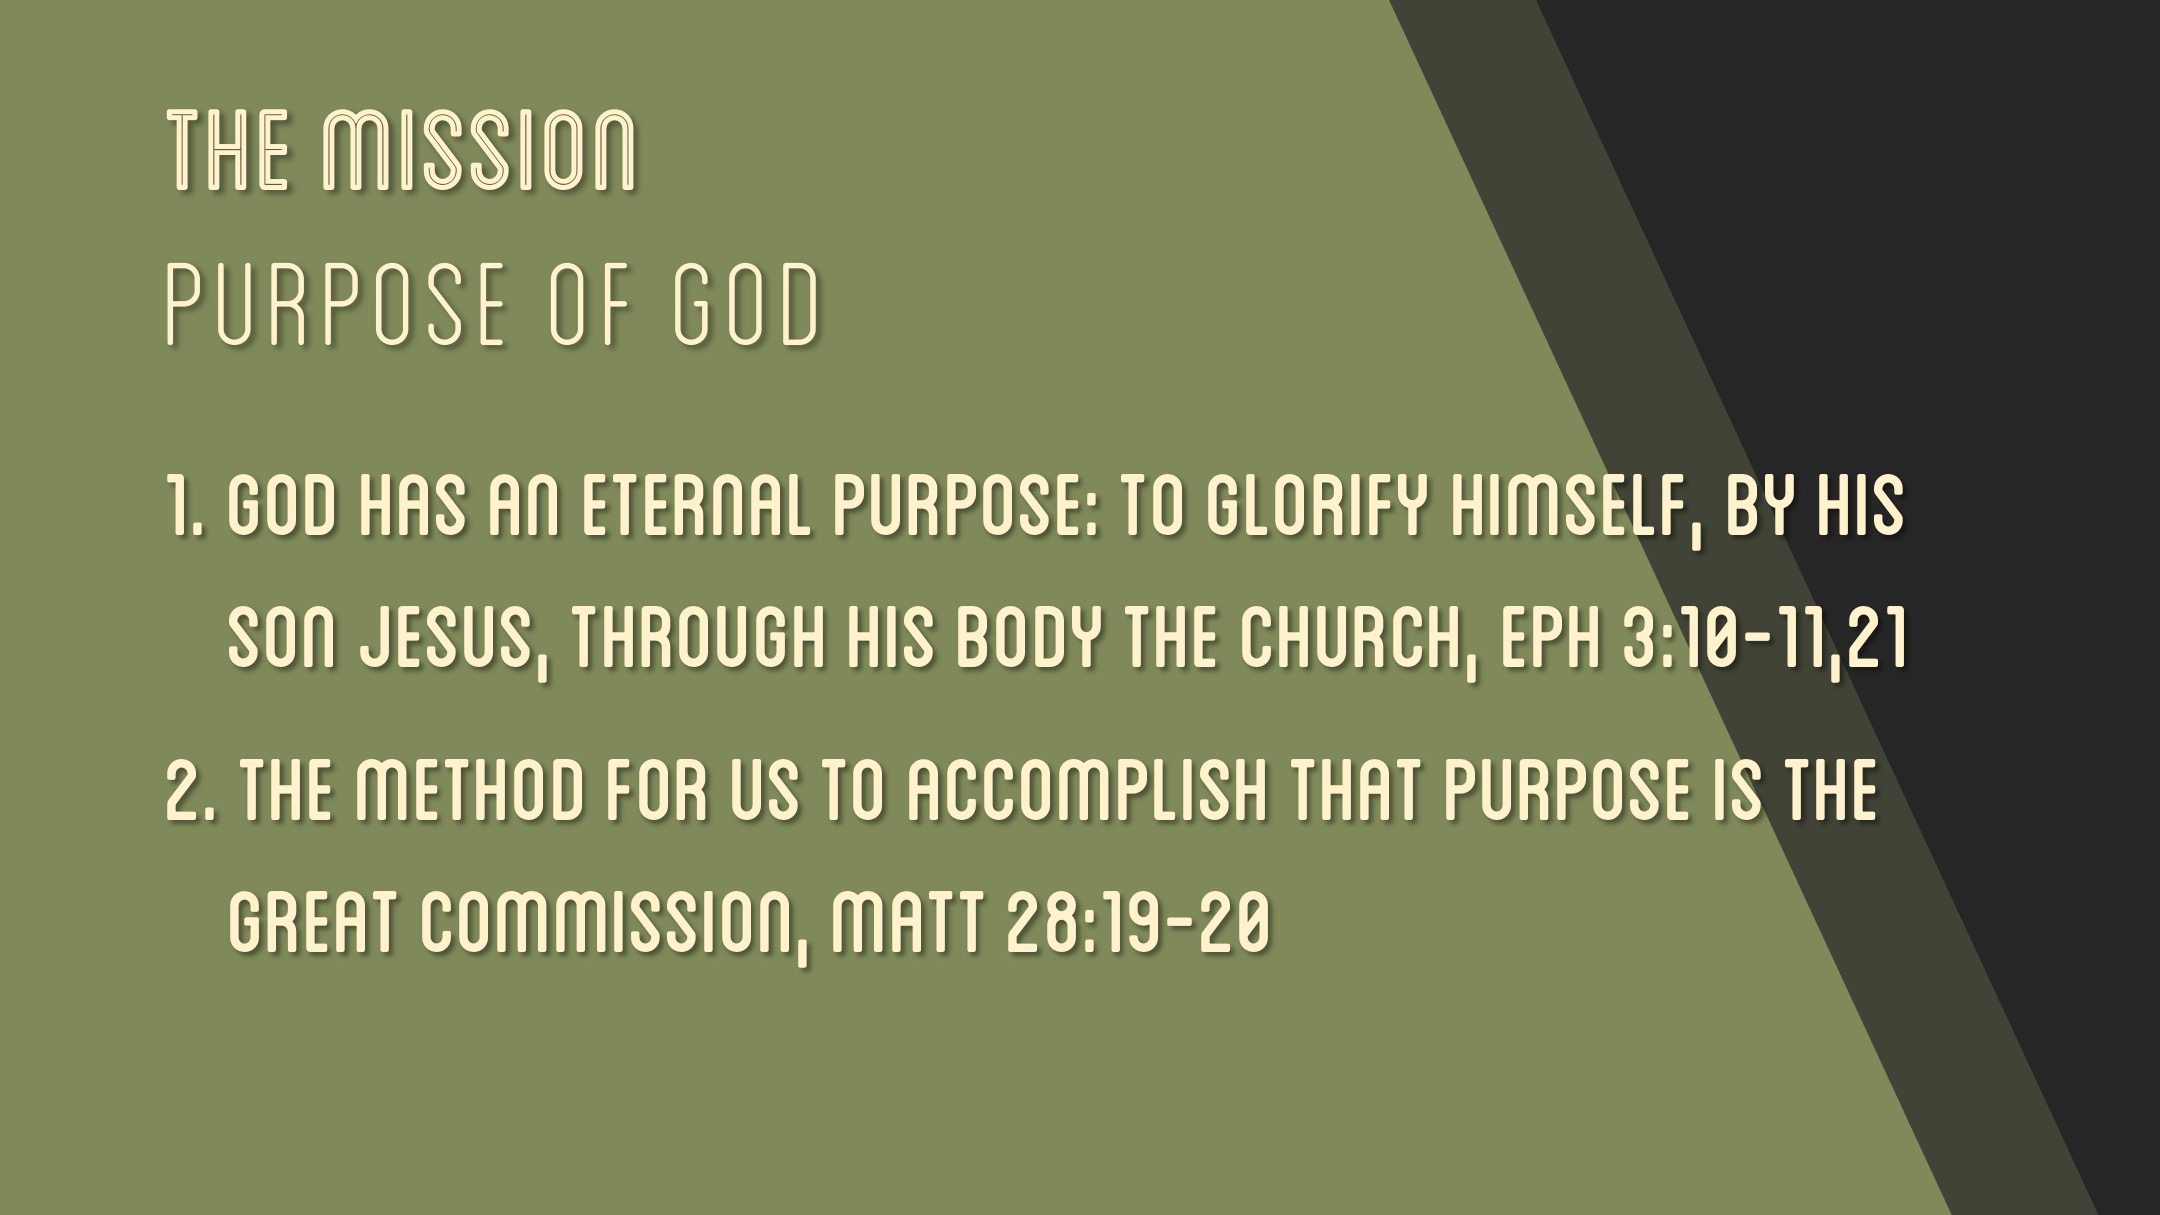 THE MISSION
PURPOSE OF GOD
1. GOD HAS AN ETERNAL PURPOSE: TO GLORIFY HIMSELF, BY HIS
SON JESUS, THROUGH HIS BODY THE CHURCH, EPH 3:10-11,21
2. THE METHOD FOR US TO ACCOMPLISH THAT PURPOSE IS THE
GREAT COMMISSION, MATT 28:19-20